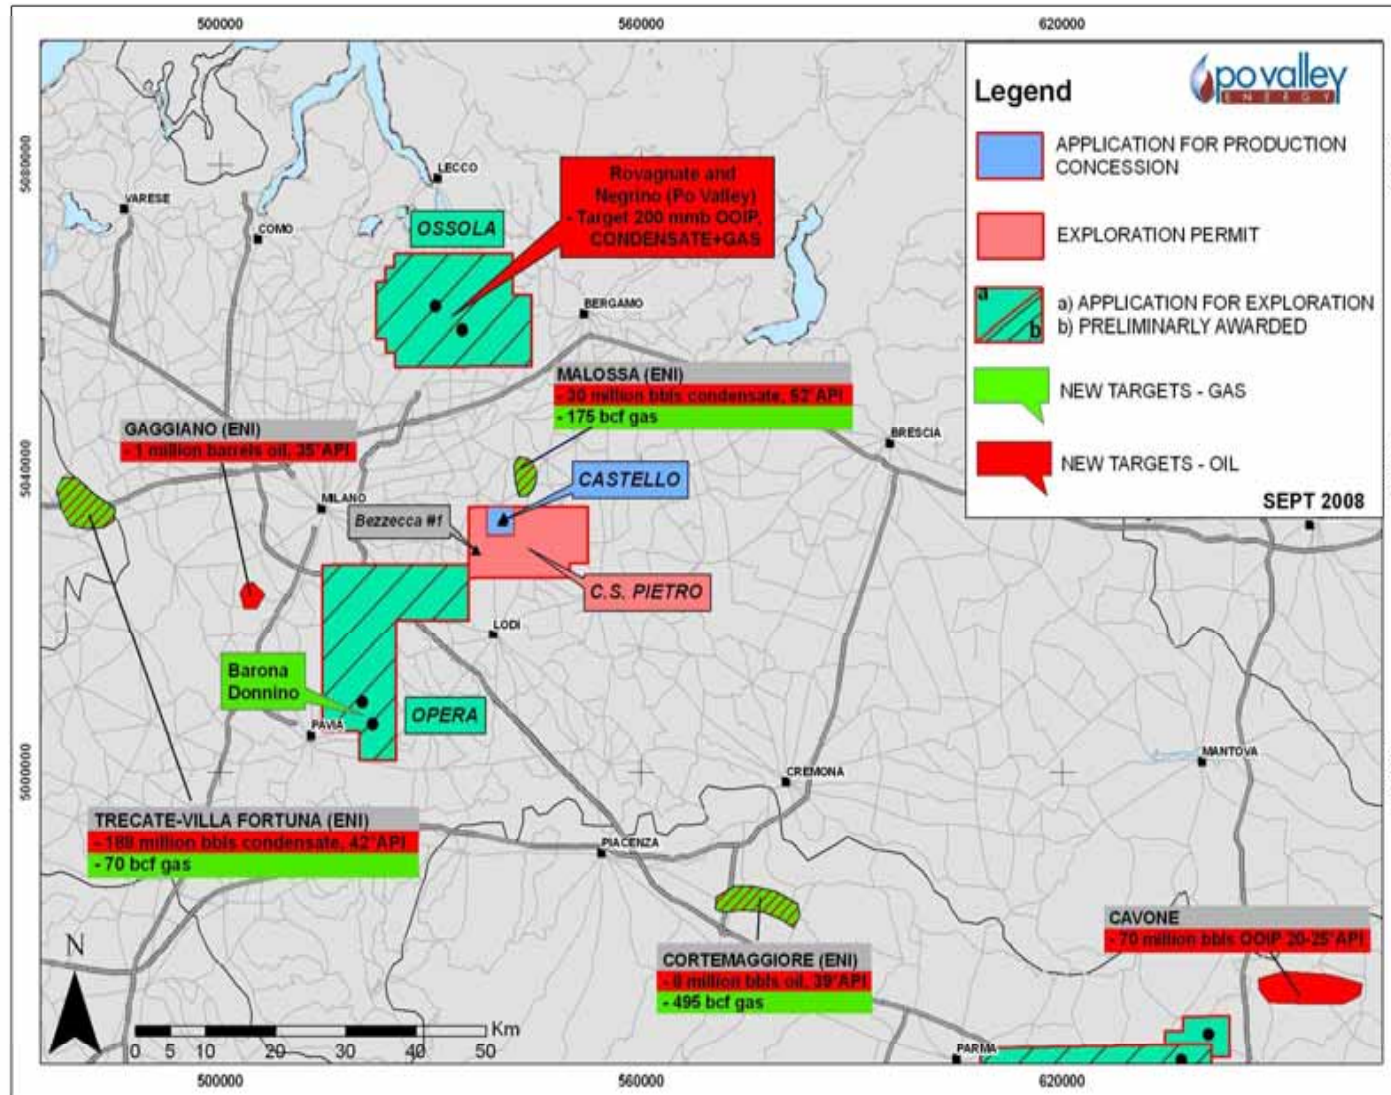 500000
560000
620000
5080000
5040000
5000000
500000
560000
620000
Legend
povalley
ENERGY
APPLICATION FOR PRODUCTION
CONCESSION
EXPLORATION PERMIT
a
b
a) APPLICATION FOR EXPLORATION
b) PRELIMINARLY AWARDED
NEW TARGETS - GAS
NEW TARGETS - OIL
SEPT 2008
LECCO
VARESE
COMO
OSSOLA
Rovagnate and
Negrino (Po Valley)
- Target 200 mmb OOIP,
CONDENSATE+GAS
BERGAMO
MALOSSA (ENI)
- 30 million bbls condensate, 53°API
- 175 bcf gas
GAGGIANO (ENI)
- 1 million barrels oil, 35°API
BRESCIA
MILANO
CASTELLO
Bezzecca #1
C.S. PIETRO
LODI
Barona
Donnino
PAVIA
OPERA
MANTOVA
CREMONA
TRECATE-VILLA FORTUNA (ENI)
million bbls condensate, 42°API
- 70 bcf gas
PIACENZA
CAVONE
- 70 million bbls OOIP 20-25°API
CORTEMAGGIORE (ENI)
million bbls oil, 39°API
- 495 bcf gas
N
Km
0 5 10 20 30 40 50
PARMA